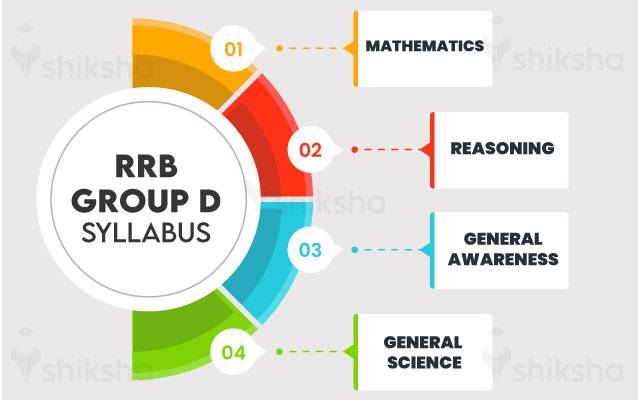 shiksha
shiksha
01
MATHEMATICS
RRB
GROUP D
SYLLABUS
02
REASONING
shiksha
03
GENERAL
AWARENESS
04
GENERAL
SCIENCE
shiksha
shiksha